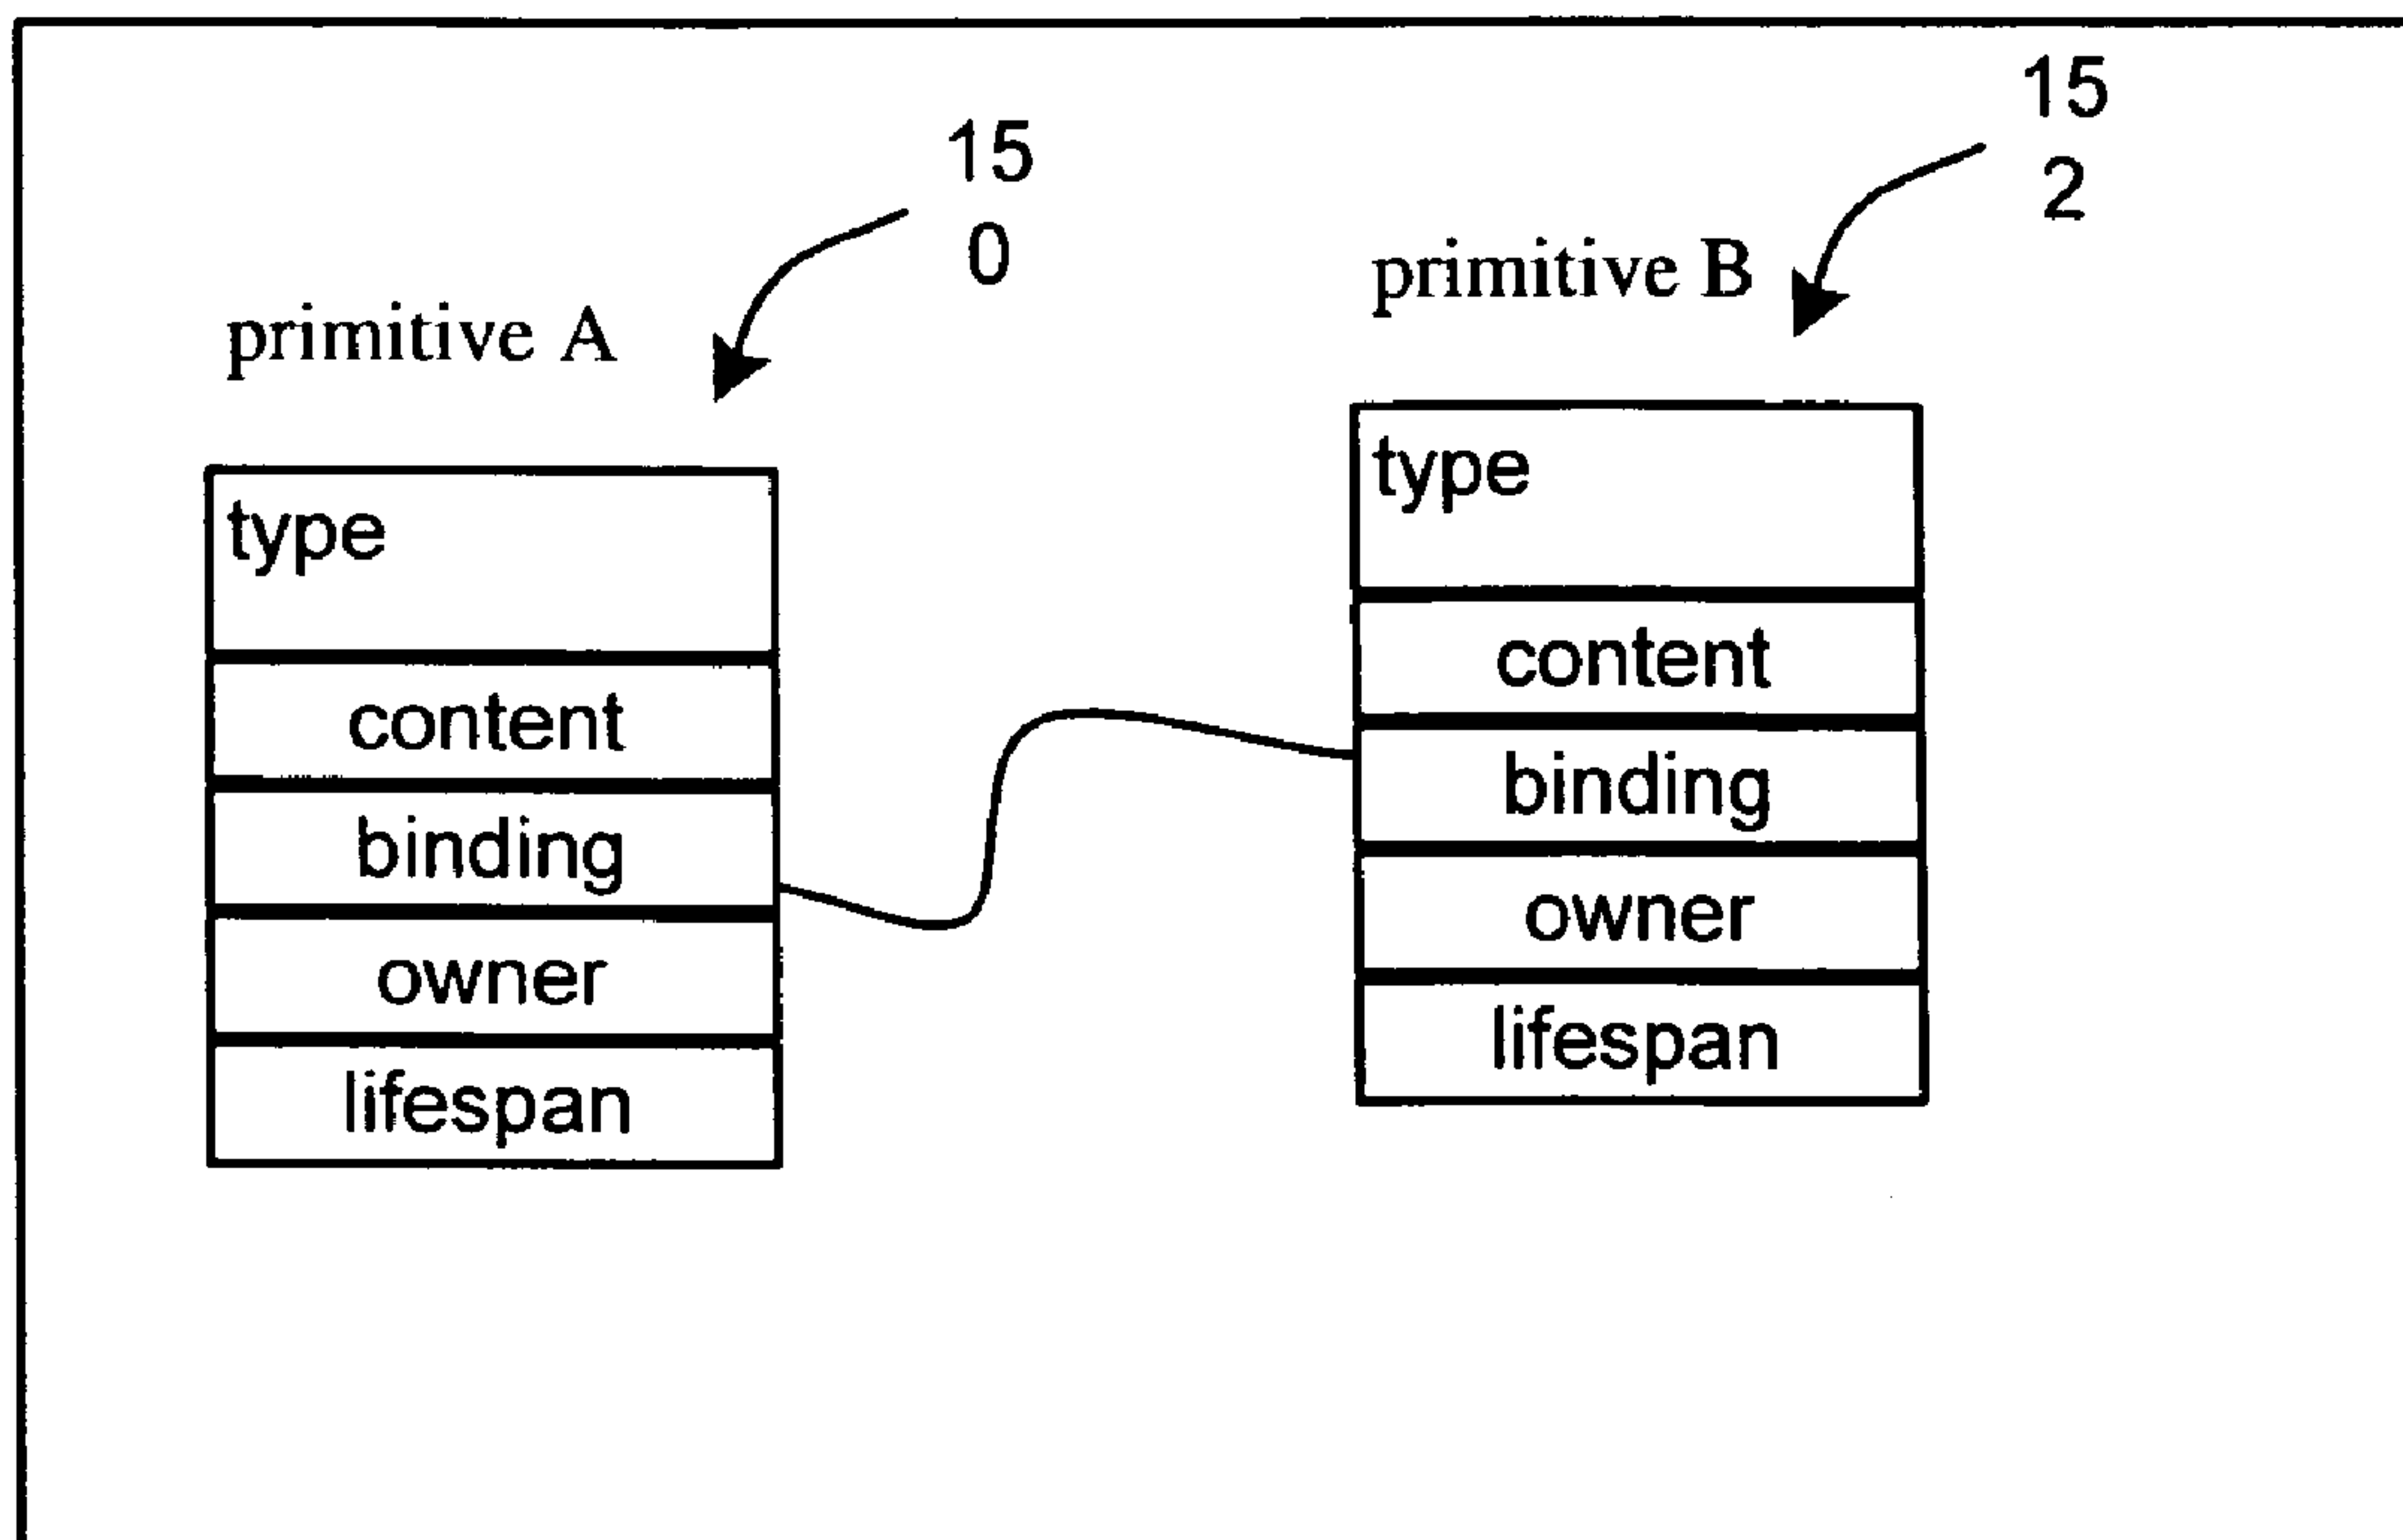 15
0
primitive A
type
content
binding
owner
lifespan
15
2
primitive B
type
content
binding
owner
lifespan